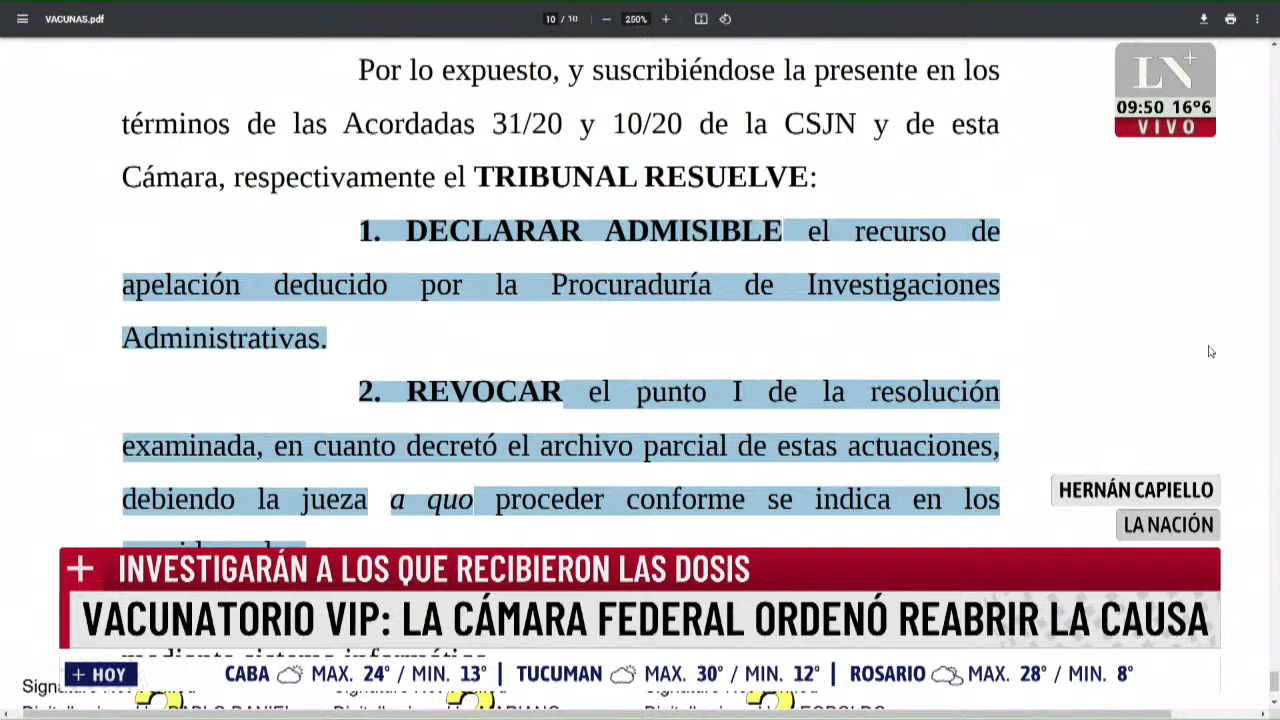 VACUNAS.pdf
10 / 10
250%
Por lo expuesto, y suscribiéndose la presente en los
términos de las Acordadas 31/20 y 10/20 de la CSJN y de esta
Cámara, respectivamente el TRIBUNAL RESUELVE:
1. DECLARAR ADMISIBLE el recurso de
apelación deducido por la Procuraduría de Investigaciones
Administrativas.
2. REVOCAR el punto I de la resolución
examinada, en cuanto decretó el archivo parcial de estas actuaciones,
debiendo la jueza a quo proceder conforme se indica en los
LN+
09:50 16°6
VIVO
HERNÁN CAPIELLO
LA NACIÓN
+ INVESTIGARÁN A LOS QUE RECIBIERON LAS DOSIS
VACUNATORIO VIP: LA CÁMARA FEDERAL ORDENÓ REABRIR LA CAUSA
+ HOY
CABA MAX. 24° / MIN. 13° | TUCUMAN MAX. 30° / MIN. 12° | ROSARIO MAX. 28° / MIN. 8°